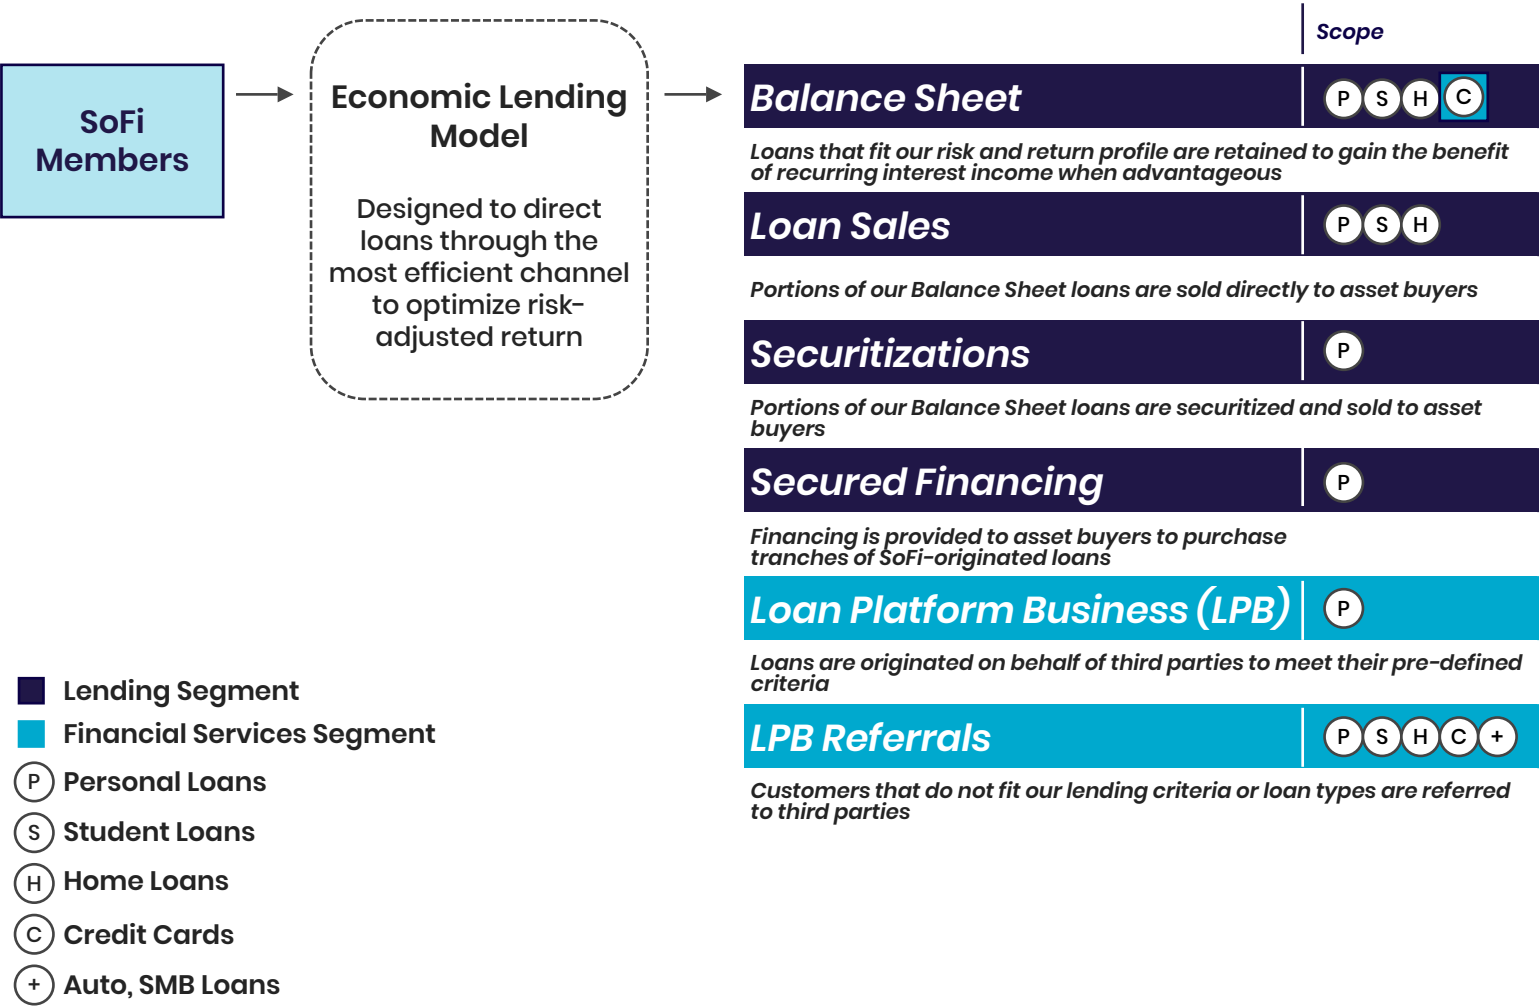 Scope
SoFi
Members
Economic Lending
Model
Designed to direct
loans through the
most efficient channel
to optimize risk-
adjusted return
Balance Sheet
P S H C
Loans that fit our risk and return profile are retained to gain the benefit
of recurring interest income when advantageous
Loan Sales
P S H
Portions of our Balance Sheet loans are sold directly to asset buyers
Securitizations
P
Portions of our Balance Sheet loans are securitized and sold to asset
buyers
Secured Financing
P
Financing is provided to asset buyers to purchase
tranches of SoFi-originated loans
Loan Platform Business (LPB)
P
Loans are originated on behalf of third parties to meet their pre-defined
criteria
LPB Referrals
P S H C +
Customers that do not fit our lending criteria or loan types are referred
to third parties
Lending Segment
Financial Services Segment
P Personal Loans
S Student Loans
H Home Loans
C Credit Cards
+ Auto, SMB Loans